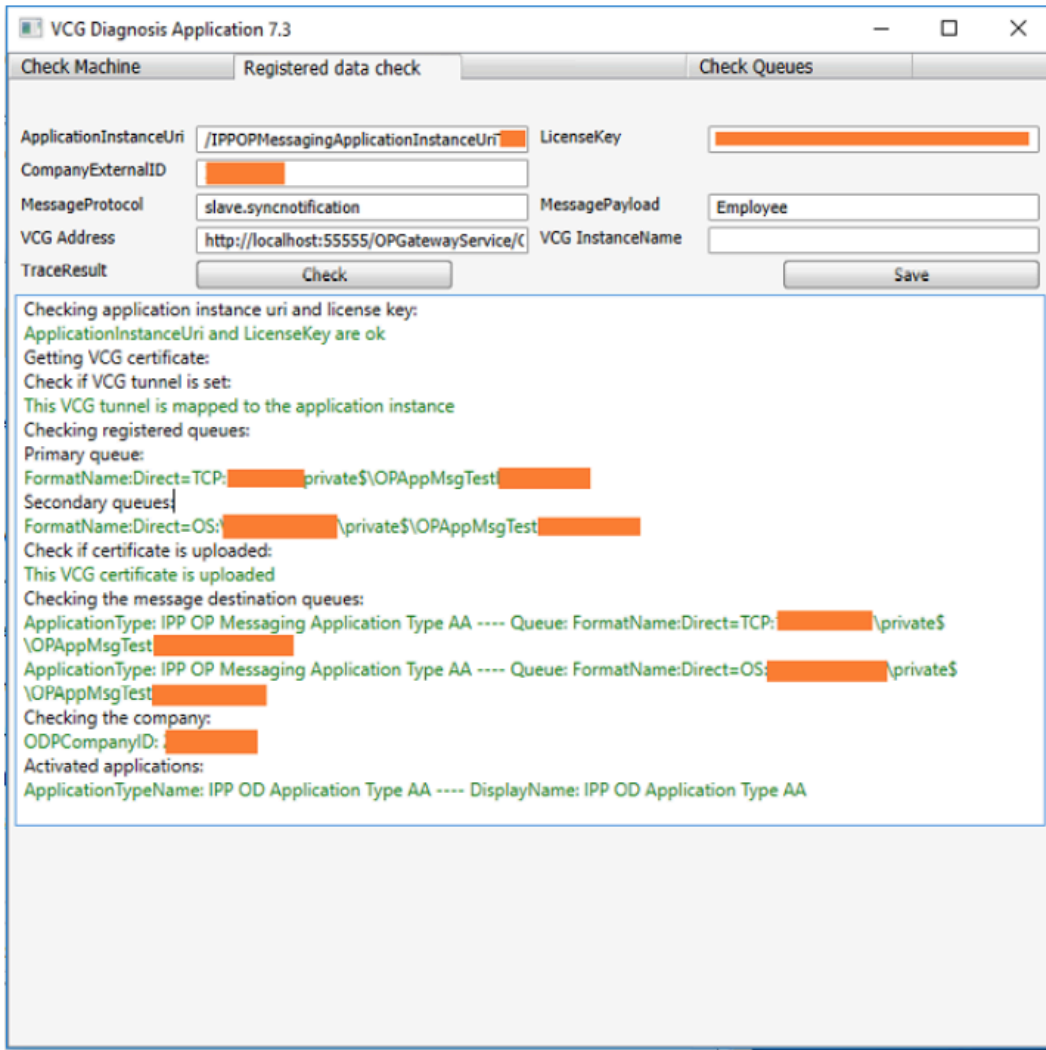 VCG Diagnosis Application 7.3
Check Machine Registered data check Check Queues
ApplicationInstanceUri /IPPOPMessagingApplicationInstanceUri LicenseKey
CompanyExternalID
MessageProtocol slave.syncnotification MessagePayload Employee
VCG Address http://localhost:55555/OPGatewayService/ VCG InstanceName
TraceResult Check Save
Checking application instance uri and license key:
ApplicationInstanceUri and LicenseKey are ok
Getting VCG certificate:
Check if VCG tunnel is set:
This VCG tunnel is mapped to the application instance
Checking registered queues:
Primary queue:
FormatName:Direct=TCP: private$\OPAppMsgTest
Secondary queues:
FormatName:Direct=OS: \private$\OPAppMsgTest
Check if certificate is uploaded:
This VCG certificate is uploaded
Checking the message destination queues:
ApplicationType: IPP OP Messaging Application Type AA ---- Queue: FormatName:Direct=TCP: \private$
\OPAppMsgTest
ApplicationType: IPP OP Messaging Application Type AA ---- Queue: FormatName:Direct=OS: \private$
\OPAppMsgTest
Checking the company:
ODPCompanyID:
Activated applications:
ApplicationTypeName: IPP OD Application Type AA ---- DisplayName: IPP OD Application Type AA